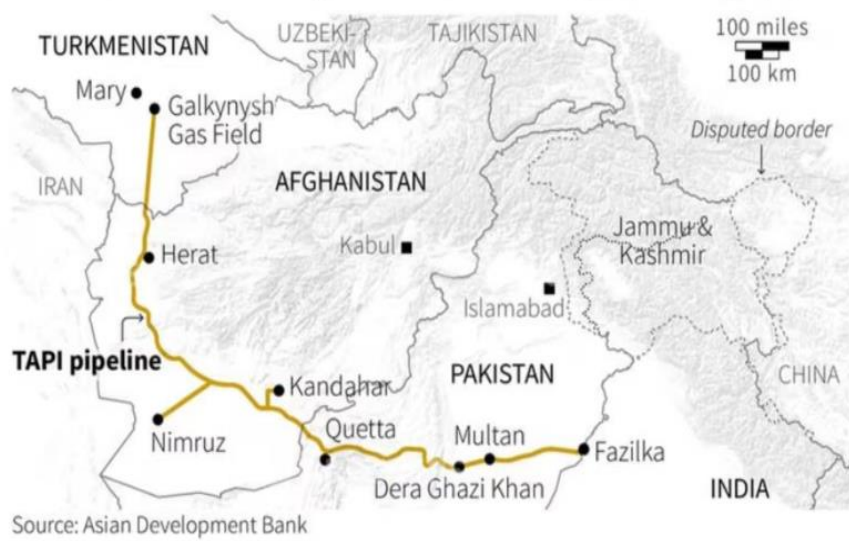 TURKMENISTAN
UZBEKI-
STAN
TAJIKISTAN
100 miles
100 km
Mary
Galkynysh
Gas Field
Disputed border
IRAN
AFGHANISTAN
Jammu &
Kashmir
Kabul
Herat
Islamabad
TAPI pipeline
PAKISTAN
CHINA
Kandahar
Nimruz
Quetta
Multan
Fazilka
Dera Ghazi Khan
INDIA
Source: Asian Development Bank